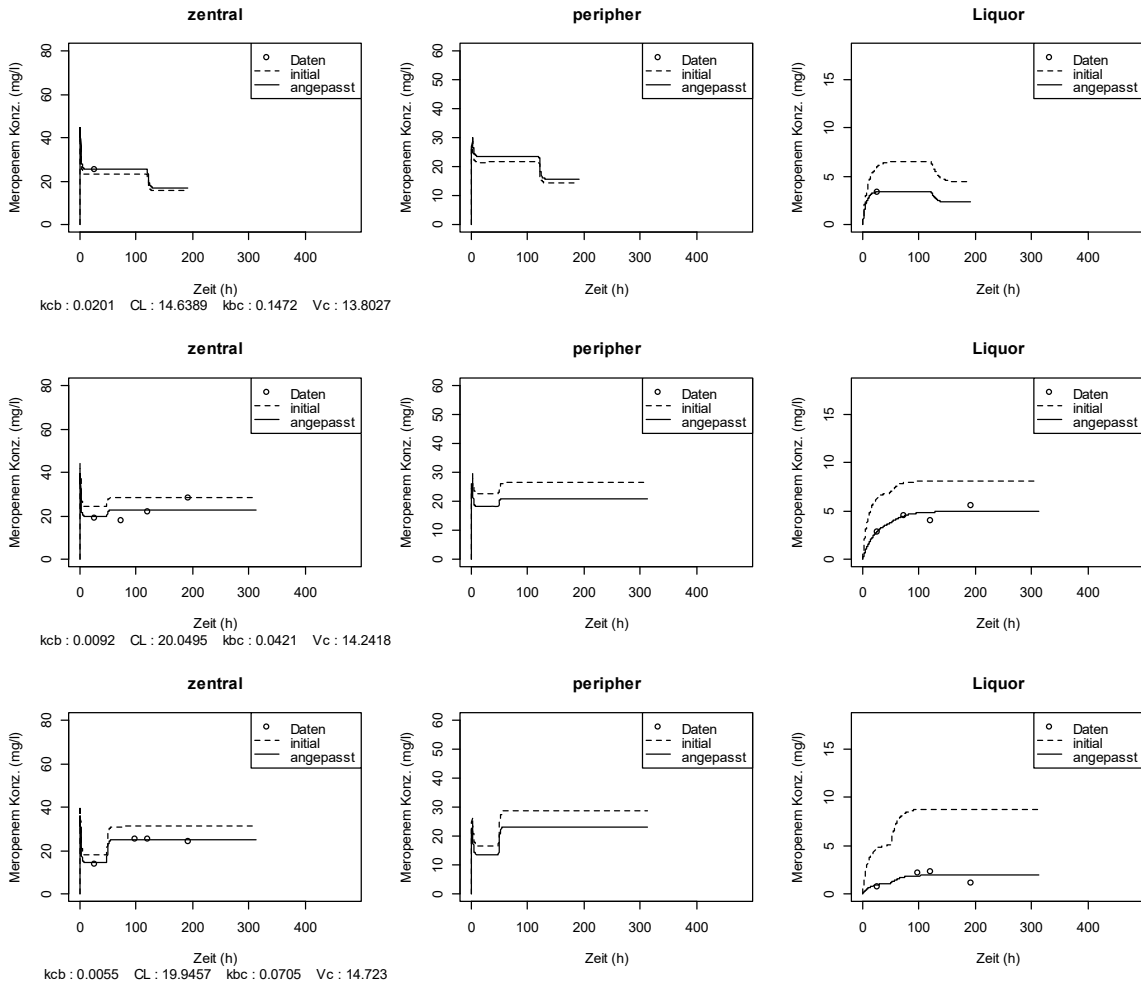 zentral
Meropenem Konz. (mg/l)
80
60
40
20
0
Daten
initial
angepasst
0 100 200 300 400
Zeit (h)
peripher
Meropenem Konz. (mg/l)
60
50
40
30
20
10
0
Daten
initial
angepasst
0 100 200 300 400
Zeit (h)
Liquor
Meropenem Konz. (mg/l)
15
10
5
0
Daten
initial
angepasst
0 100 200 300 400
Zeit (h)
kcb : 0.0201 CL : 14.6389 kbc : 0.1472 Vc : 13.8027
zentral
Meropenem Konz. (mg/l)
80
60
40
20
0
Daten
initial
angepasst
0 100 200 300 400
Zeit (h)
peripher
Meropenem Konz. (mg/l)
60
50
40
30
20
10
0
Daten
initial
angepasst
0 100 200 300 400
Zeit (h)
Liquor
Meropenem Konz. (mg/l)
15
10
5
0
Daten
initial
angepasst
0 100 200 300 400
Zeit (h)
kcb : 0.0092 CL : 20.0495 kbc : 0.0421 Vc : 14.2418
zentral
Meropenem Konz. (mg/l)
80
60
40
20
0
Daten
initial
angepasst
0 100 200 300 400
Zeit (h)
peripher
Meropenem Konz. (mg/l)
60
50
40
30
20
10
0
Daten
initial
angepasst
0 100 200 300 400
Zeit (h)
Liquor
Meropenem Konz. (mg/l)
15
10
5
0
Daten
initial
angepasst
0 100 200 300 400
Zeit (h)
kcb : 0.0055 CL : 19.9457 kbc : 0.0705 Vc : 14.723